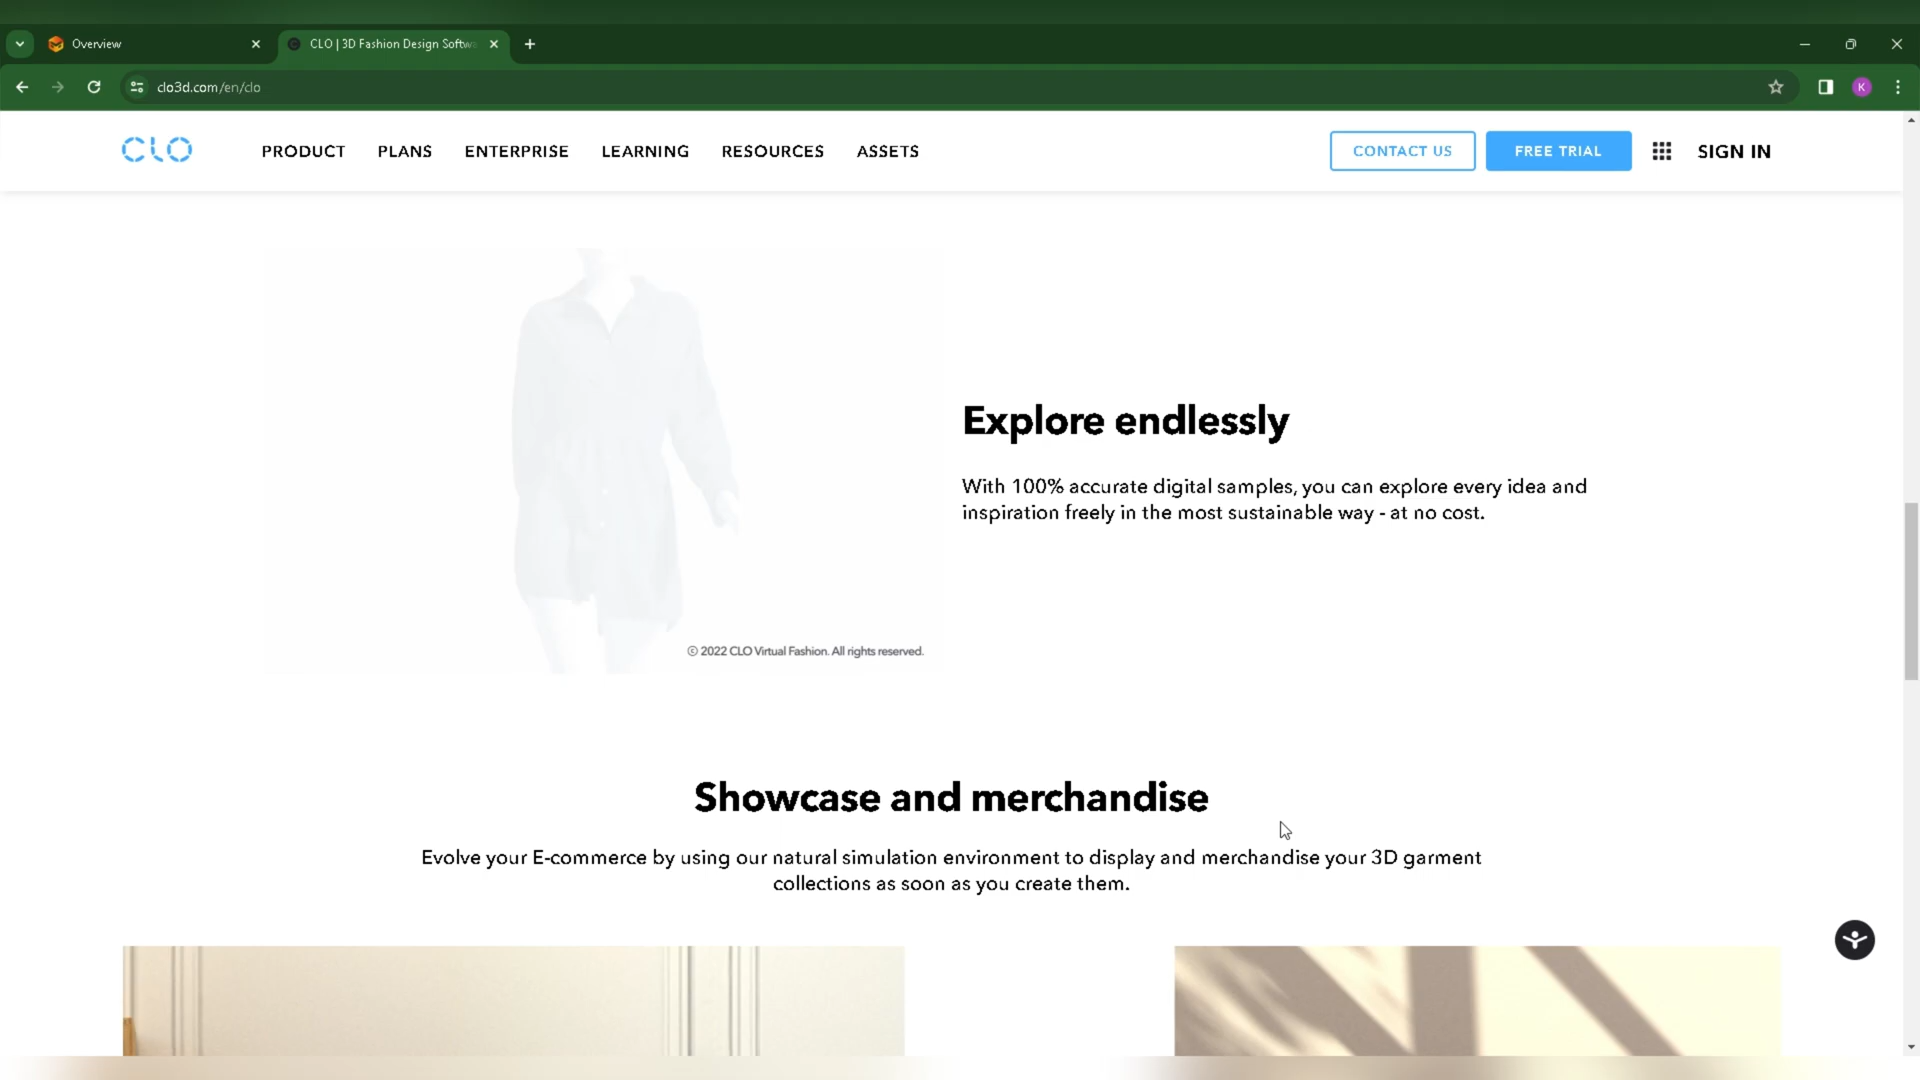 Overview
CLO | 3D Fashion Design Softw
clo3d.com/en/clo
K
CLO
PRODUCT PLANS ENTERPRISE LEARNING RESOURCES ASSETS
CONTACT US
FREE TRIAL
SIGN IN
Explore endlessly
With 100% accurate digital samples, you can explore every idea and
inspiration freely in the most sustainable way - at no cost.
© 2022 CLO Virtual Fashion. All rights reserved.
Showcase and merchandise
Evolve your E-commerce by using our natural simulation environment to display and merchandise your 3D garment
collections as soon as you create them.